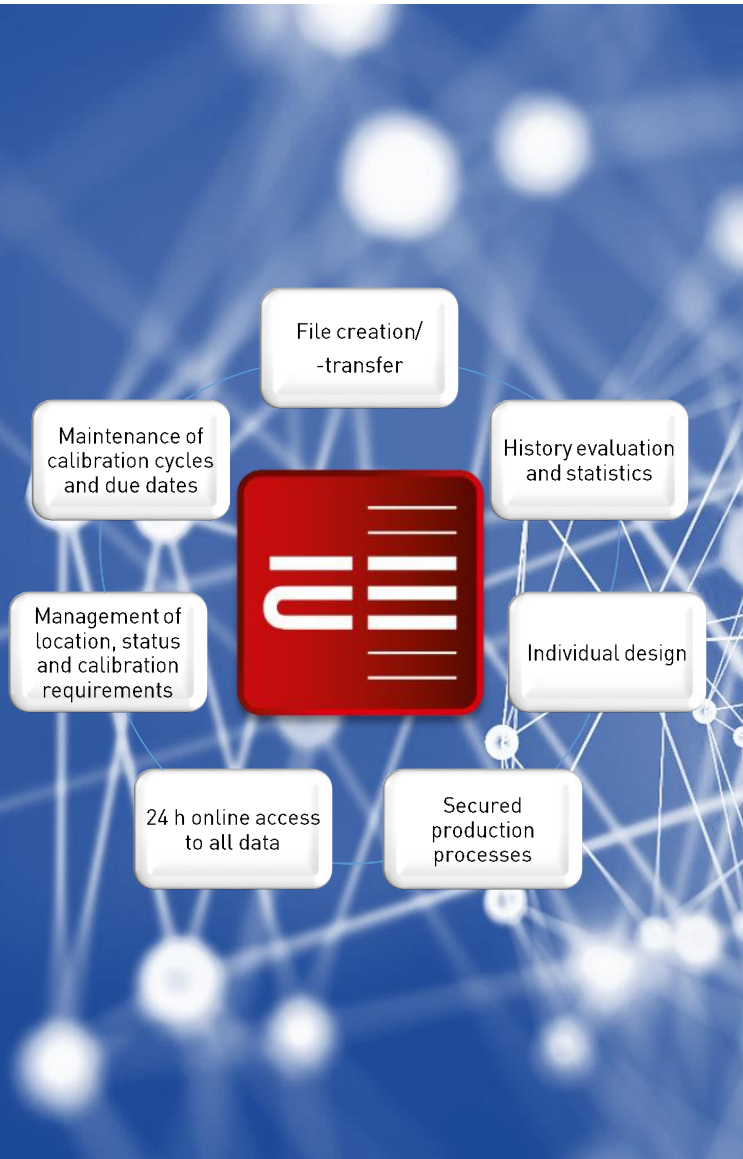 File creation/
-transfer
Maintenance of
calibration cycles
and due dates
History evaluation
and statistics
Management of
location, status
and calibration
requirements
Individual design
24 h online access
to all data
Secured
production
processes